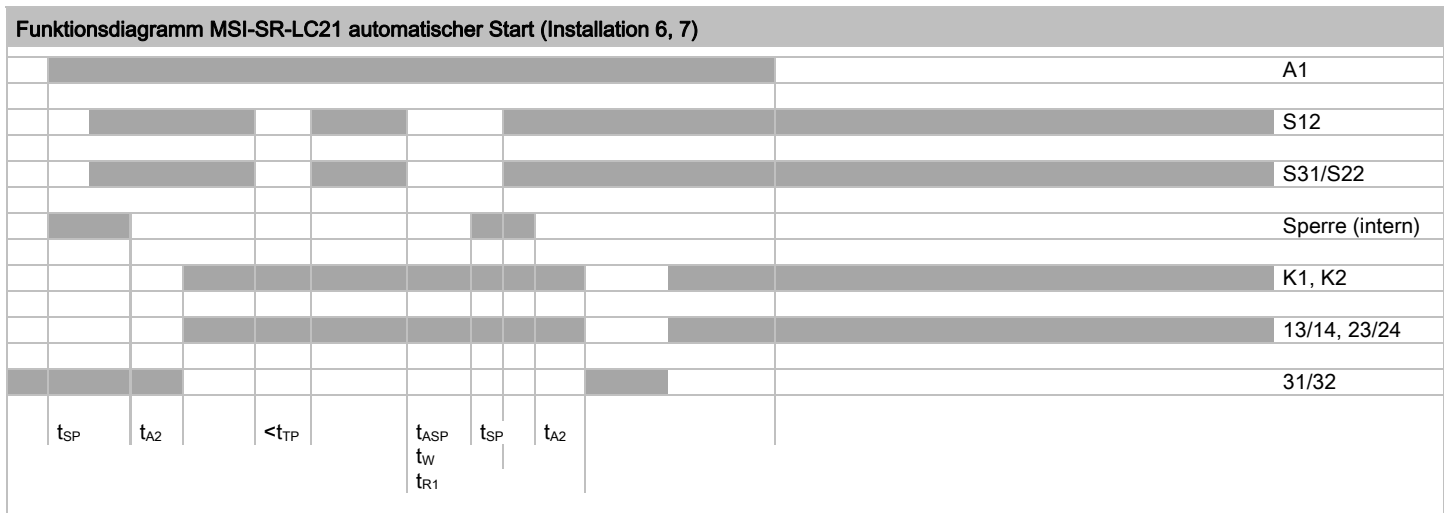 Funktionsdiagramm MSI-SR-LC21 automatischer Start (Installation 6, 7)
A1
S12
S31/S22
Sperre (intern)
K1, K2
13/14, 23/24
31/32
tSP tA2 <tTP tASP tSP tA2
tW
tR1